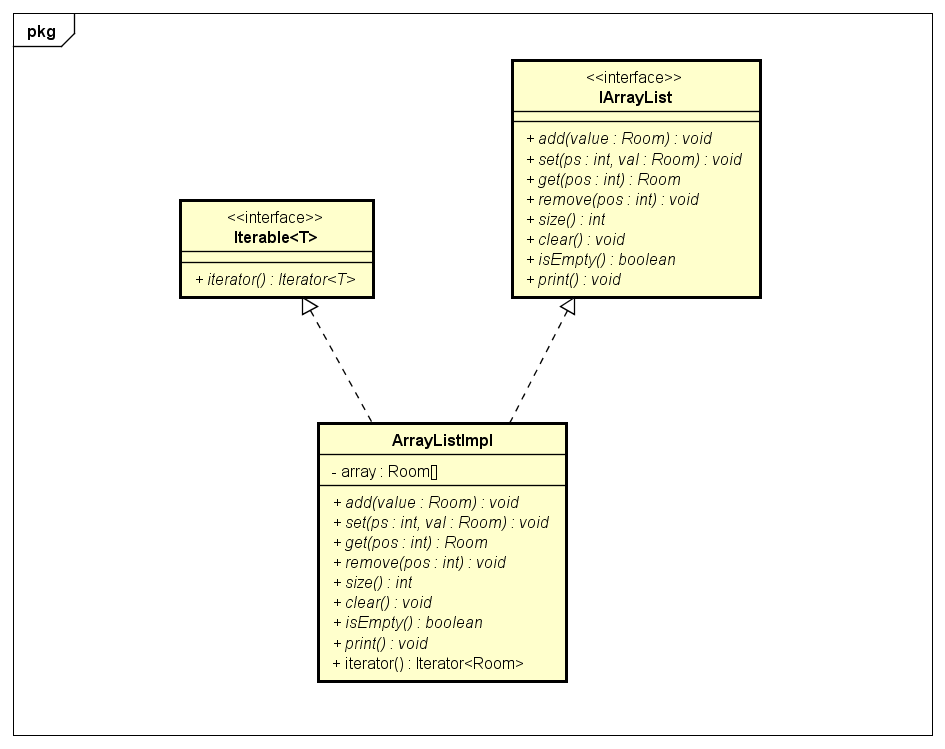 pkg
<<interface>>
IArrayList
+ add(value : Room) : void
+ set(ps : int, val : Room) : void
+ get(pos : int) : Room
+ remove(pos : int) : void
+ size() : int
+ clear() : void
+ isEmpty() : boolean
+ print() : void
<<interface>>
Iterable<T>
+ iterator() : Iterator<T>
ArrayListImpl
- array : Room[]
+ add(value : Room) : void
+ set(ps : int, val : Room) : void
+ get(pos : int) : Room
+ remove(pos : int) : void
+ size() : int
+ clear() : void
+ isEmpty() : boolean
+ print() : void
+ iterator() : Iterator<Room>